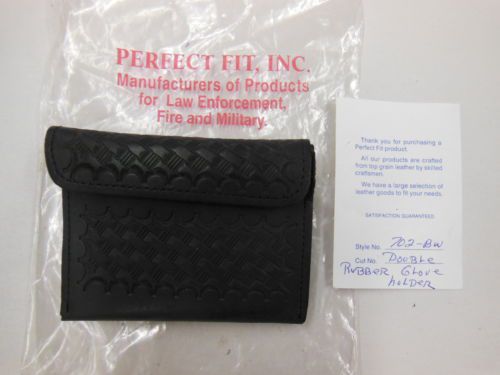 PERFECT FIT, INC.
Manufacturers of Products
for Law Enforcement,
Fire and Military.
Thank you for purchasing a
Perfect Fit product.
All our products are crafted
from top grain leather by skilled
craftsmen.
We have a large selection of
leather goods to fit your needs.
SATISFACTION GUARANTEED.
Style No. 702-BW
Cut No. DOUBLE
RUBBER GLOVE
holdER